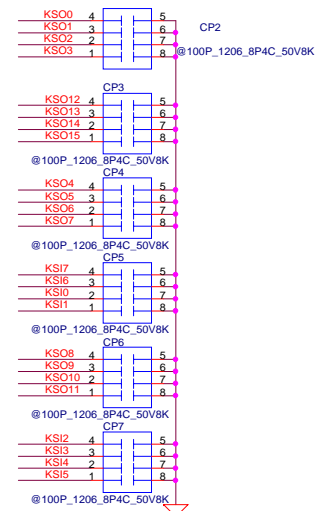 KSO0 4 5
KSO1 3 6 CP2
KSO2 2 7
KSO3 1 8 @100P_1206_8P4C_50V8K
CP3
KSO12 4 5
KSO13 3 6
KSO14 2 7
KSO15 1 8
@100P_1206_8P4C_50V8K
CP4
KSO4 4 5
KSO5 3 6
KSO6 2 7
KSO7 1 8
@100P_1206_8P4C_50V8K
CP5
KSI7 4 5
KSI6 3 6
KSI0 2 7
KSI1 1 8
@100P_1206_8P4C_50V8K
CP6
KSO8 4 5
KSO9 3 6
KSO10 2 7
KSO11 1 8
@100P_1206_8P4C_50V8K
CP7
KSI2 4 5
KSI3 3 6
KSI4 2 7
KSI5 1 8
@100P_1206_8P4C_50V8K